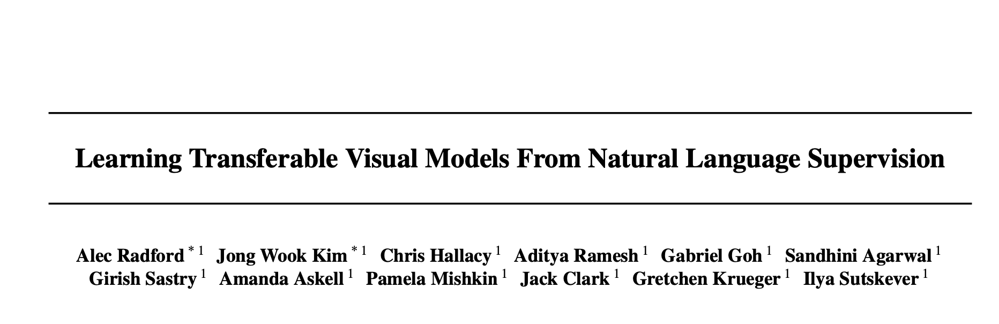 Learning Transferable Visual Models From Natural Language Supervision
Alec Radford * 1 Jong Wook Kim * 1 Chris Hallacy 1 Aditya Ramesh 1 Gabriel Goh 1 Sandhini Agarwal 1
Girish Sastry 1 Amanda Askell 1 Pamela Mishkin 1 Jack Clark 1 Gretchen Krueger 1 Ilya Sutskever 1